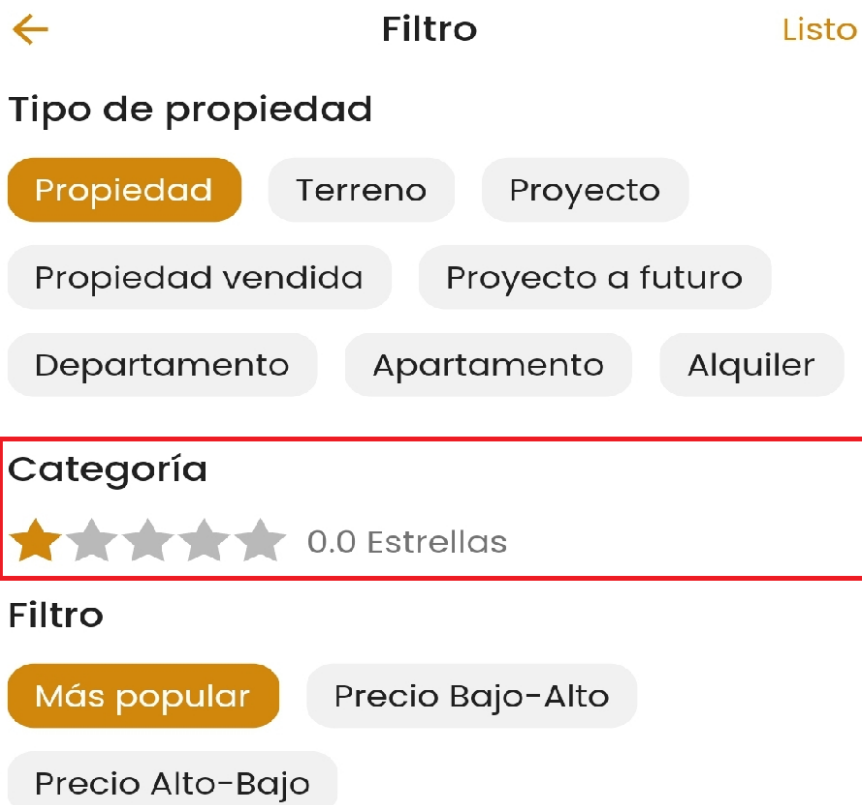 Filtro Listo
Tipo de propiedad
Propiedad Terreno Proyecto
Propiedad vendida Proyecto a futuro
Departamento Apartamento Alquiler
Categoría
0.0 Estrellas
Filtro
Más popular Precio Bajo-Alto
Precio Alto-Bajo